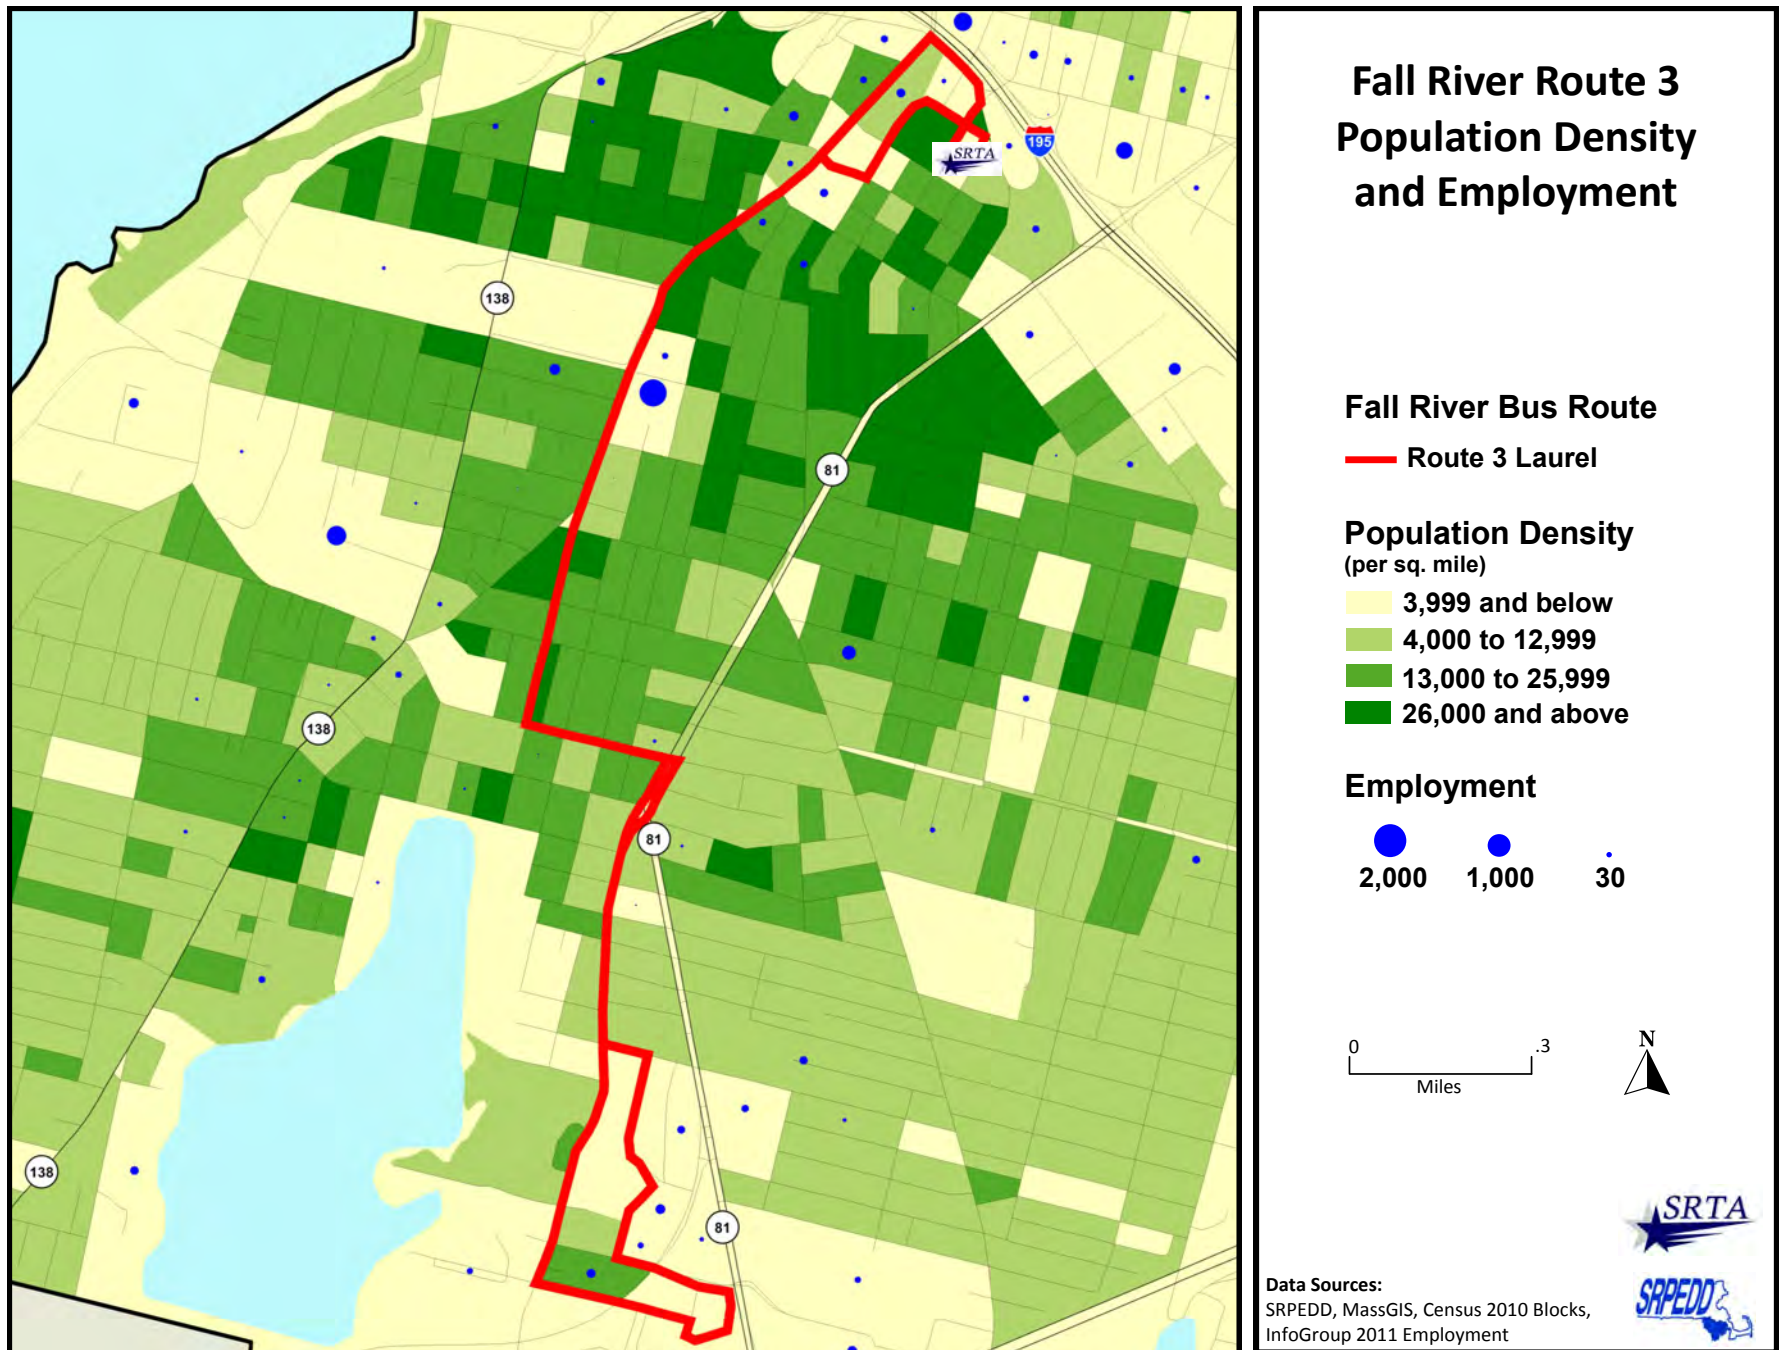 Fall River Route 3
Population Density
and Employment
Fall River Bus Route
Route 3 Laurel
Population Density
(per sq. mile)
3,999 and below
4,000 to 12,999
13,000 to 25,999
26,000 and above
Employment
2,000 1,000 30
0 .3
Miles
N
SRTA
SRPEDD
Data Sources:
SRPEDD, MassGIS, Census 2010 Blocks,
InfoGroup 2011 Employment
195
SRTA
138
81
138
81
138
81